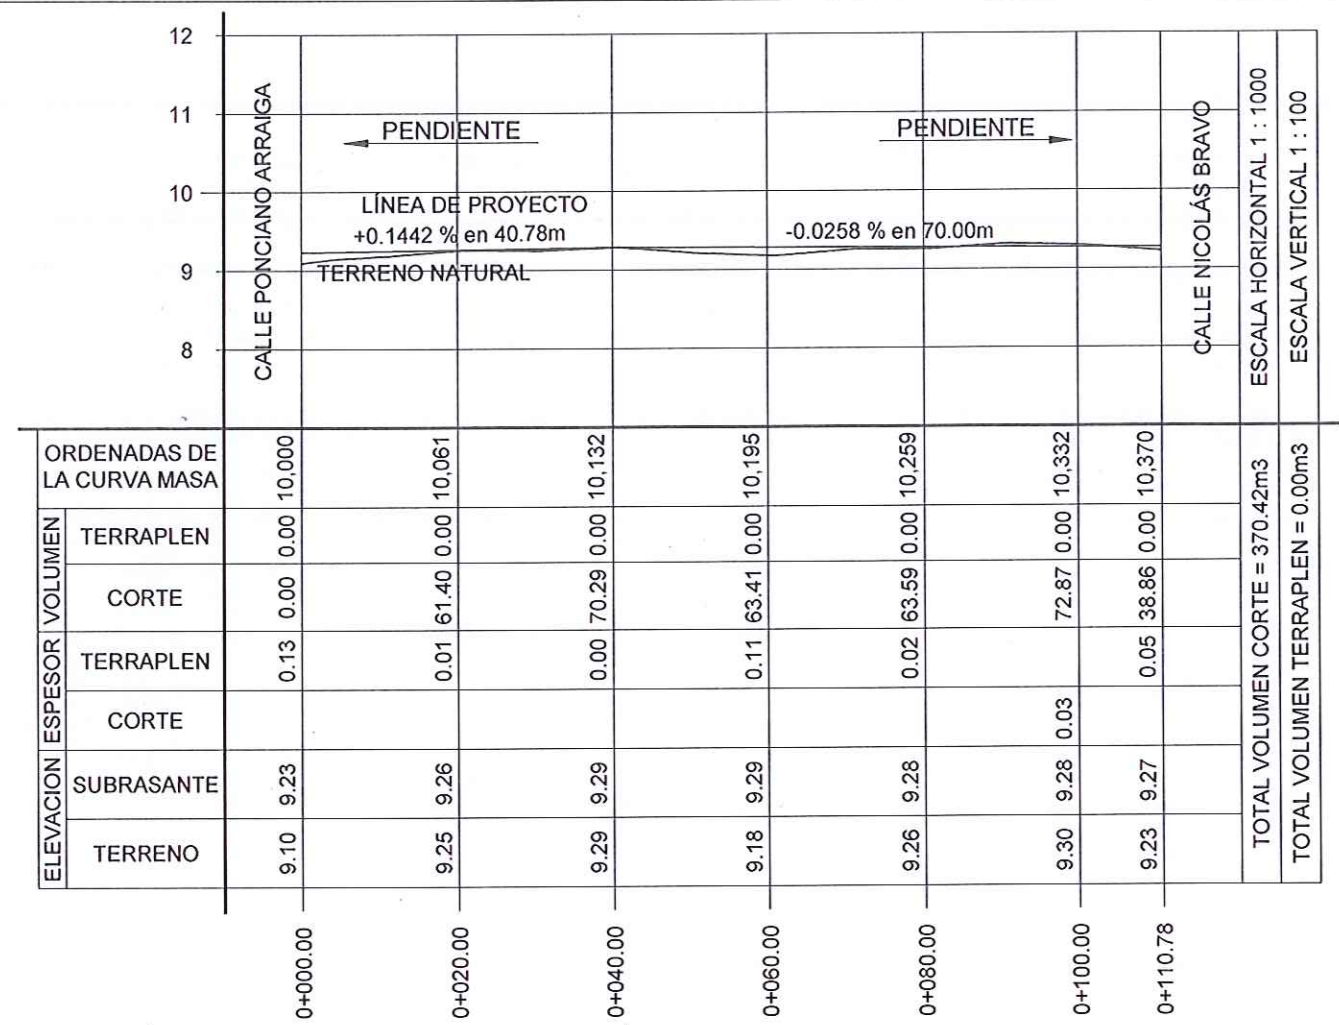 12
11
10
9
8
CALLE PONCIANO ARRAIGA
PENDIENTE
PENDIENTE
LÍNEA DE PROYECTO
+0.1442 % en 40.78m
-0.0258 % en 70.00m
TERRENO NATURAL
CALLE NICOLÁS BRAVO
ESCALA HORIZONTAL 1 : 1000
ESCALA VERTICAL 1 : 100
ORDENADAS DE
LA CURVA MASA
10,000 10,061 10,132 10,195 10,259 10,332 10,370
VOLUMEN
TERRAPLEN 0.00 0.00 0.00 0.00 0.00 0.00 0.00
CORTE 0.00 61.40 70.29 63.41 63.59 72.87 38.86
ESPESOR
TERRAPLEN 0.13 0.01 0.00 0.11 0.02 0.05
CORTE 0.03
ELEVACION
SUBRASANTE 9.23 9.26 9.29 9.29 9.28 9.28 9.27
TERRENO 9.10 9.25 9.29 9.18 9.26 9.30 9.23
TOTAL VOLUMEN CORTE = 370.42m3
TOTAL VOLUMEN TERRAPLEN = 0.00m3
0+000.00 0+020.00 0+040.00 0+060.00 0+080.00 0+100.00 0+110.78